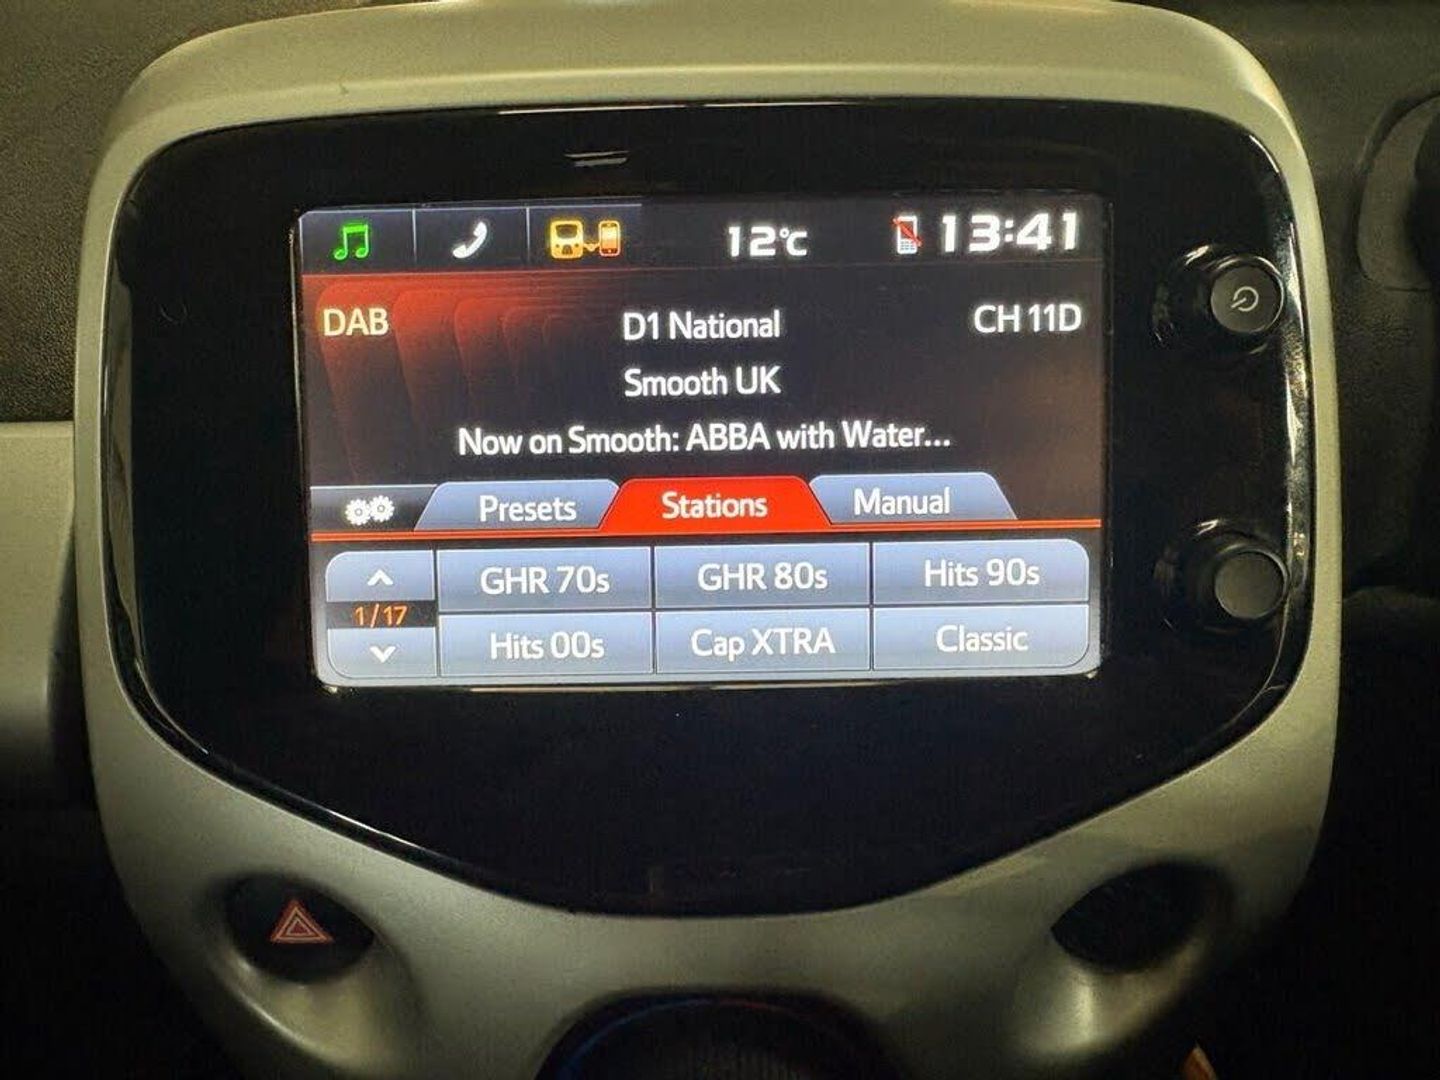 12°C 13:41
DAB D1 National CH 11D
Smooth UK
Now on Smooth: ABBA with Water...
Presets Stations Manual
GHR 70s GHR 80s Hits 90s
1/17
Hits 00s Cap XTRA Classic